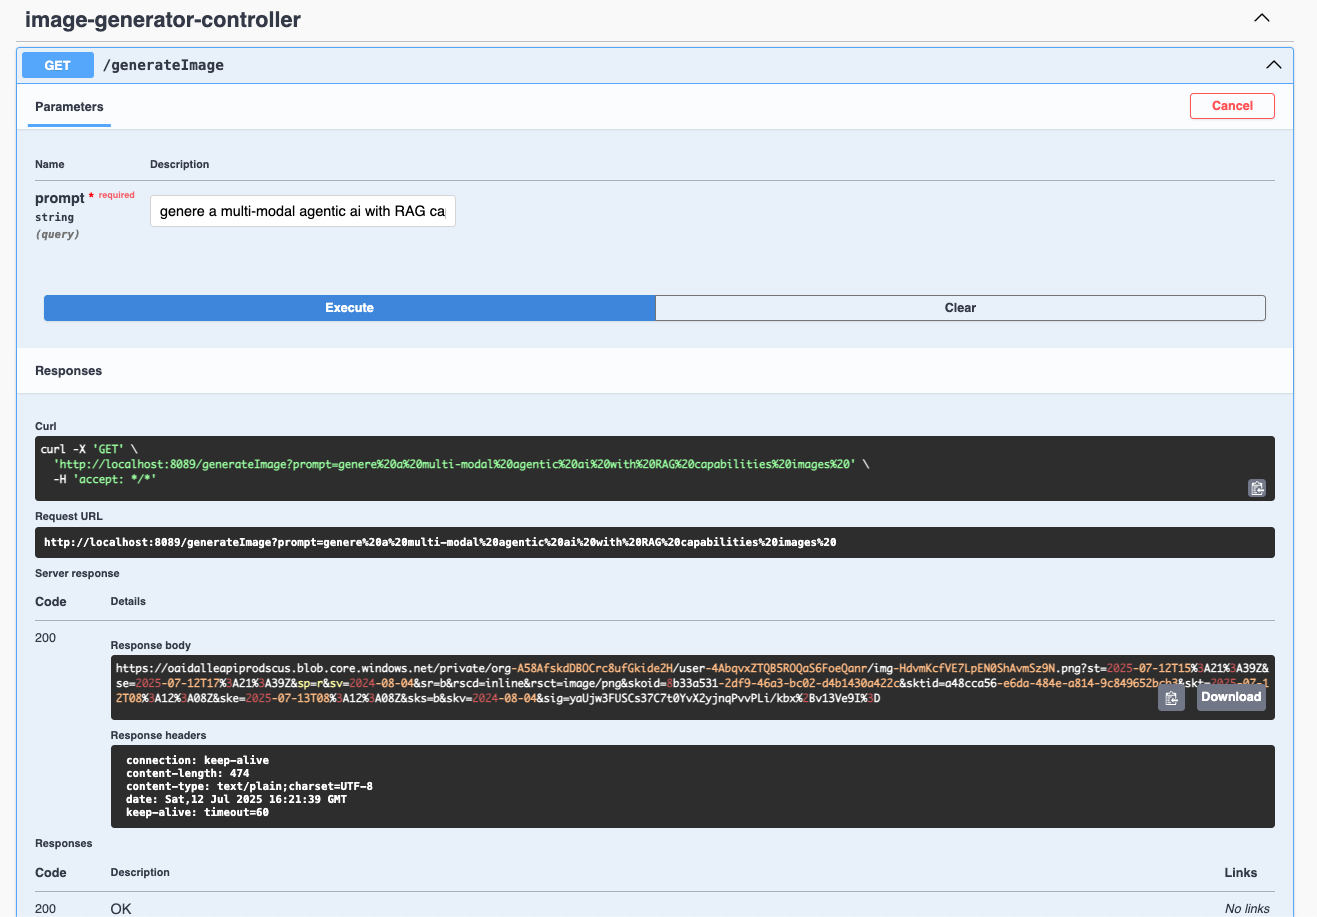 image-generator-controller
GET /generateImage
Parameters
Cancel
Name Description
prompt * required
string
(query)
genere a multi-modal agentic ai with RAG ca
Execute Clear
Responses
Curl
curl -X 'GET' \
'http://localhost:8089/generateImage?prompt=genere%20a%20multi-modal%20agentic%20ai%20with%20RAG%20capabilities%20images%20' \
-H 'accept: */*'
Request URL
http://localhost:8089/generateImage?prompt=genere%20a%20multi-modal%20agentic%20ai%20with%20RAG%20capabilities%20images%20
Server response
Code Details
200
Response body
https://oaidalleapiprodscus.blob.core.windows.net/private/org-A58AfskdDBOCrc8ufGkide2H/user-4AbqvxZTQB5ROQaS6FoeQanr/img-HdvmKcfVE7LpEN0ShAvmSz9N.png?st=2025-07-12T15%3A21%3A39Z&
se=2025-07-12T17%3A21%3A39Z&sp=r&sv=2024-08-04&sr=b&rscd=inline&rsct=image/png&skoid=8b33a531-2df9-46a3-bc02-d4b1430a422c&sktid=a48cca56-e6da-484e-a814-9c849652bcb3&skt=2025-07-1
2T08%3A12%3A08Z&ske=2025-07-13T08%3A12%3A08Z&sks=b&skv=2024-08-04&sig=yaUjw3FUSCs37C7t0YvX2yjnqPvvPLi/kbx%2Bv13Ve9I%3D
Download
Response headers
connection: keep-alive
content-length: 474
content-type: text/plain;charset=UTF-8
date: Sat,12 Jul 2025 16:21:39 GMT
keep-alive: timeout=60
Responses
Code Description Links
200 OK No links